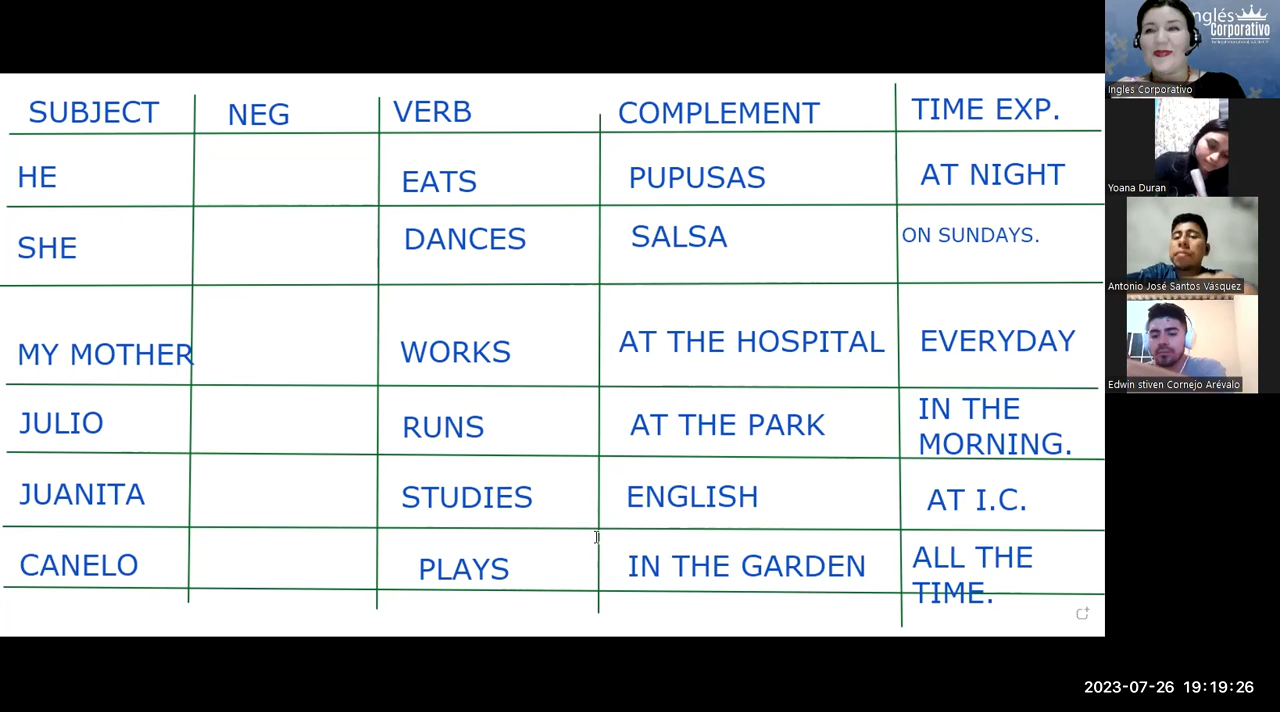 SUBJECT NEG VERB COMPLEMENT TIME EXP.
HE EATS PUPUSAS AT NIGHT
SHE DANCES SALSA ON SUNDAYS.
MY MOTHER WORKS AT THE HOSPITAL EVERYDAY
JULIO RUNS AT THE PARK IN THE
MORNING.
JUANITA STUDIES ENGLISH AT I.C.
CANELO PLAYS IN THE GARDEN ALL THE
TIME.
Inglés
Corporativo
Ingles Corporativo
Yoana Duran
Antonio José Santos Vásquez
Edwin stiven Cornejo Arévalo
2023-07-26 19:19:26